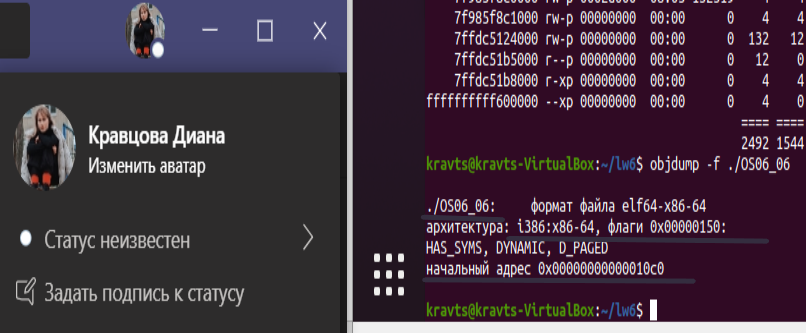 Кравцова Диана
Изменить аватар
Статус неизвестен
Задать подпись к статусу
7f985f8c1000 rw-p 00000000 00:00 0 4 4
7ffdc5124000 rw-p 00000000 00:00 0 132 12
7ffdc51b5000 r--p 00000000 00:00 0 12 0
7ffdc51b8000 r-xp 00000000 00:00 0 4 4
ffffffffff600000 --xp 00000000 00:00 0 4 0
==== ====
2492 1544
kravts@kravts-VirtualBox:~/lw6$ objdump -f ./OS06_06
./OS06_06: формат файла elf64-x86-64
архитектура: i386:x86-64, флаги 0x00000150:
HAS_SYMS, DYNAMIC, D_PAGED
начальный адрес 0x00000000000010c0
kravts@kravts-VirtualBox:~/lw6$